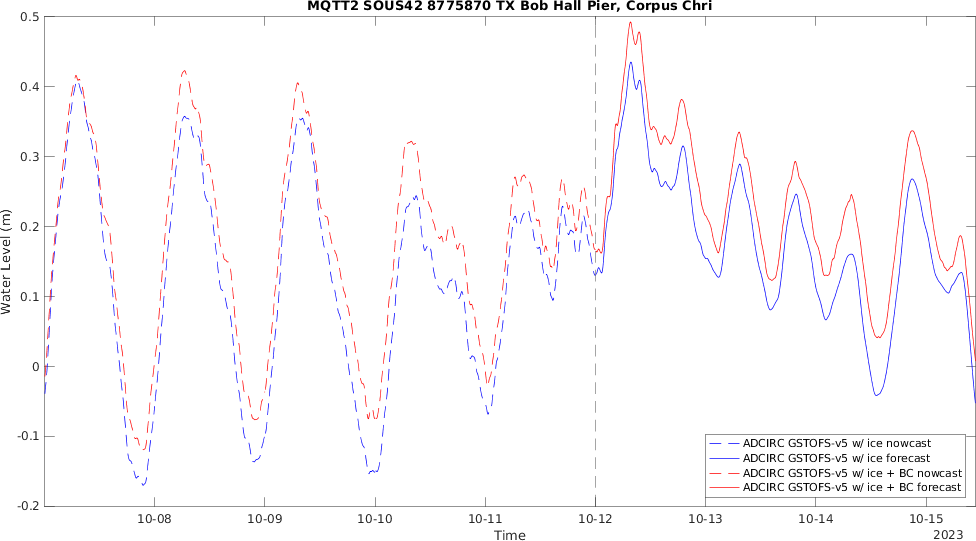 MQTT2 SOUS42 8775870 TX Bob Hall Pier, Corpus Chri
0.5
0.4
0.3
0.2
0.1
0
-0.1
-0.2
Water Level (m)
10-08 10-09 10-10 10-11 10-12 10-13 10-14 10-15
Time
2023
ADCIRC GSTOFS-v5 w/ ice nowcast
ADCIRC GSTOFS-v5 w/ ice forecast
ADCIRC GSTOFS-v5 w/ ice + BC nowcast
ADCIRC GSTOFS-v5 w/ ice + BC forecast